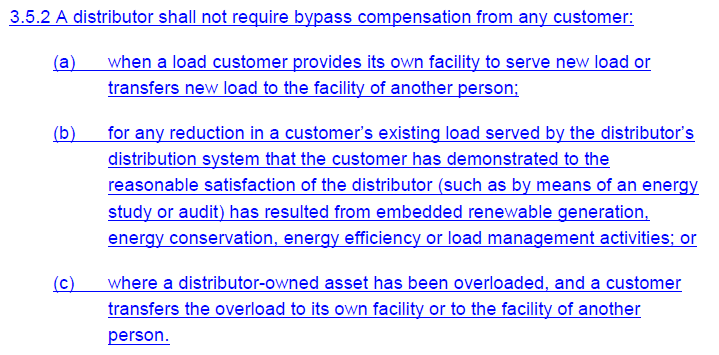 3.5.2 A distributor shall not require bypass compensation from any customer:
(a) when a load customer provides its own facility to serve new load or
transfers new load to the facility of another person;
(b) for any reduction in a customer's existing load served by the distributor's
distribution system that the customer has demonstrated to the
reasonable satisfaction of the distributor (such as by means of an energy
study or audit) has resulted from embedded renewable generation,
energy conservation, energy efficiency or load management activities; or
(c) where a distributor-owned asset has been overloaded, and a customer
transfers the overload to its own facility or to the facility of another
person.